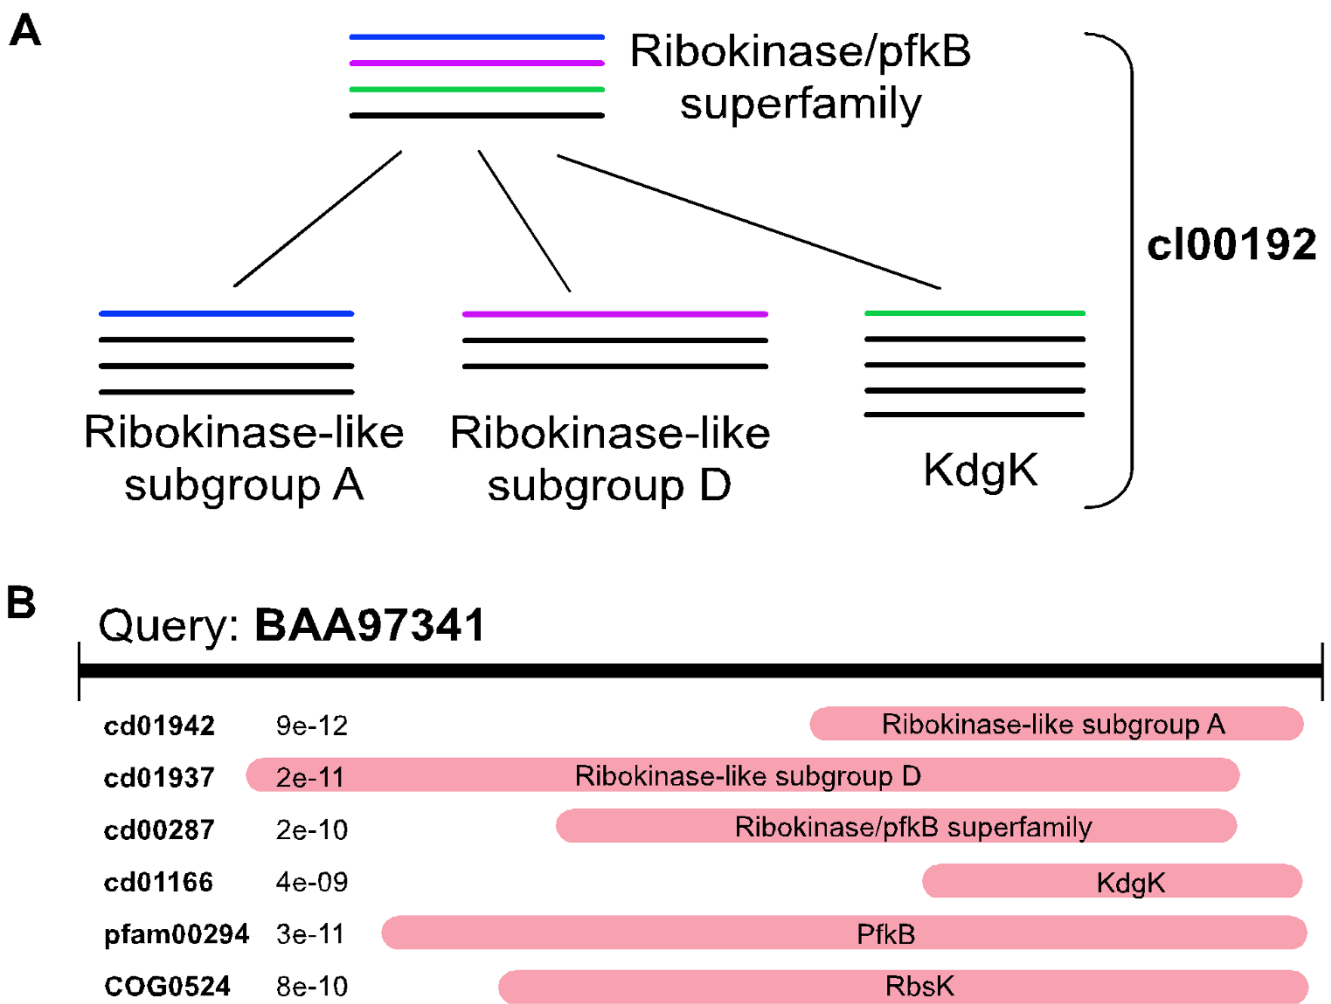 A
Ribokinase/pfkB
superfamily
cl00192
Ribokinase-like
subgroup A
Ribokinase-like
subgroup D
KdgK
B
Query: BAA97341
cd01942 9e-12 Ribokinase-like subgroup A
cd01937 2e-11 Ribokinase-like subgroup D
cd00287 2e-10 Ribokinase/pfkB superfamily
cd01166 4e-09 KdgK
pfam00294 3e-11 PfkB
COG0524 8e-10 RbsK